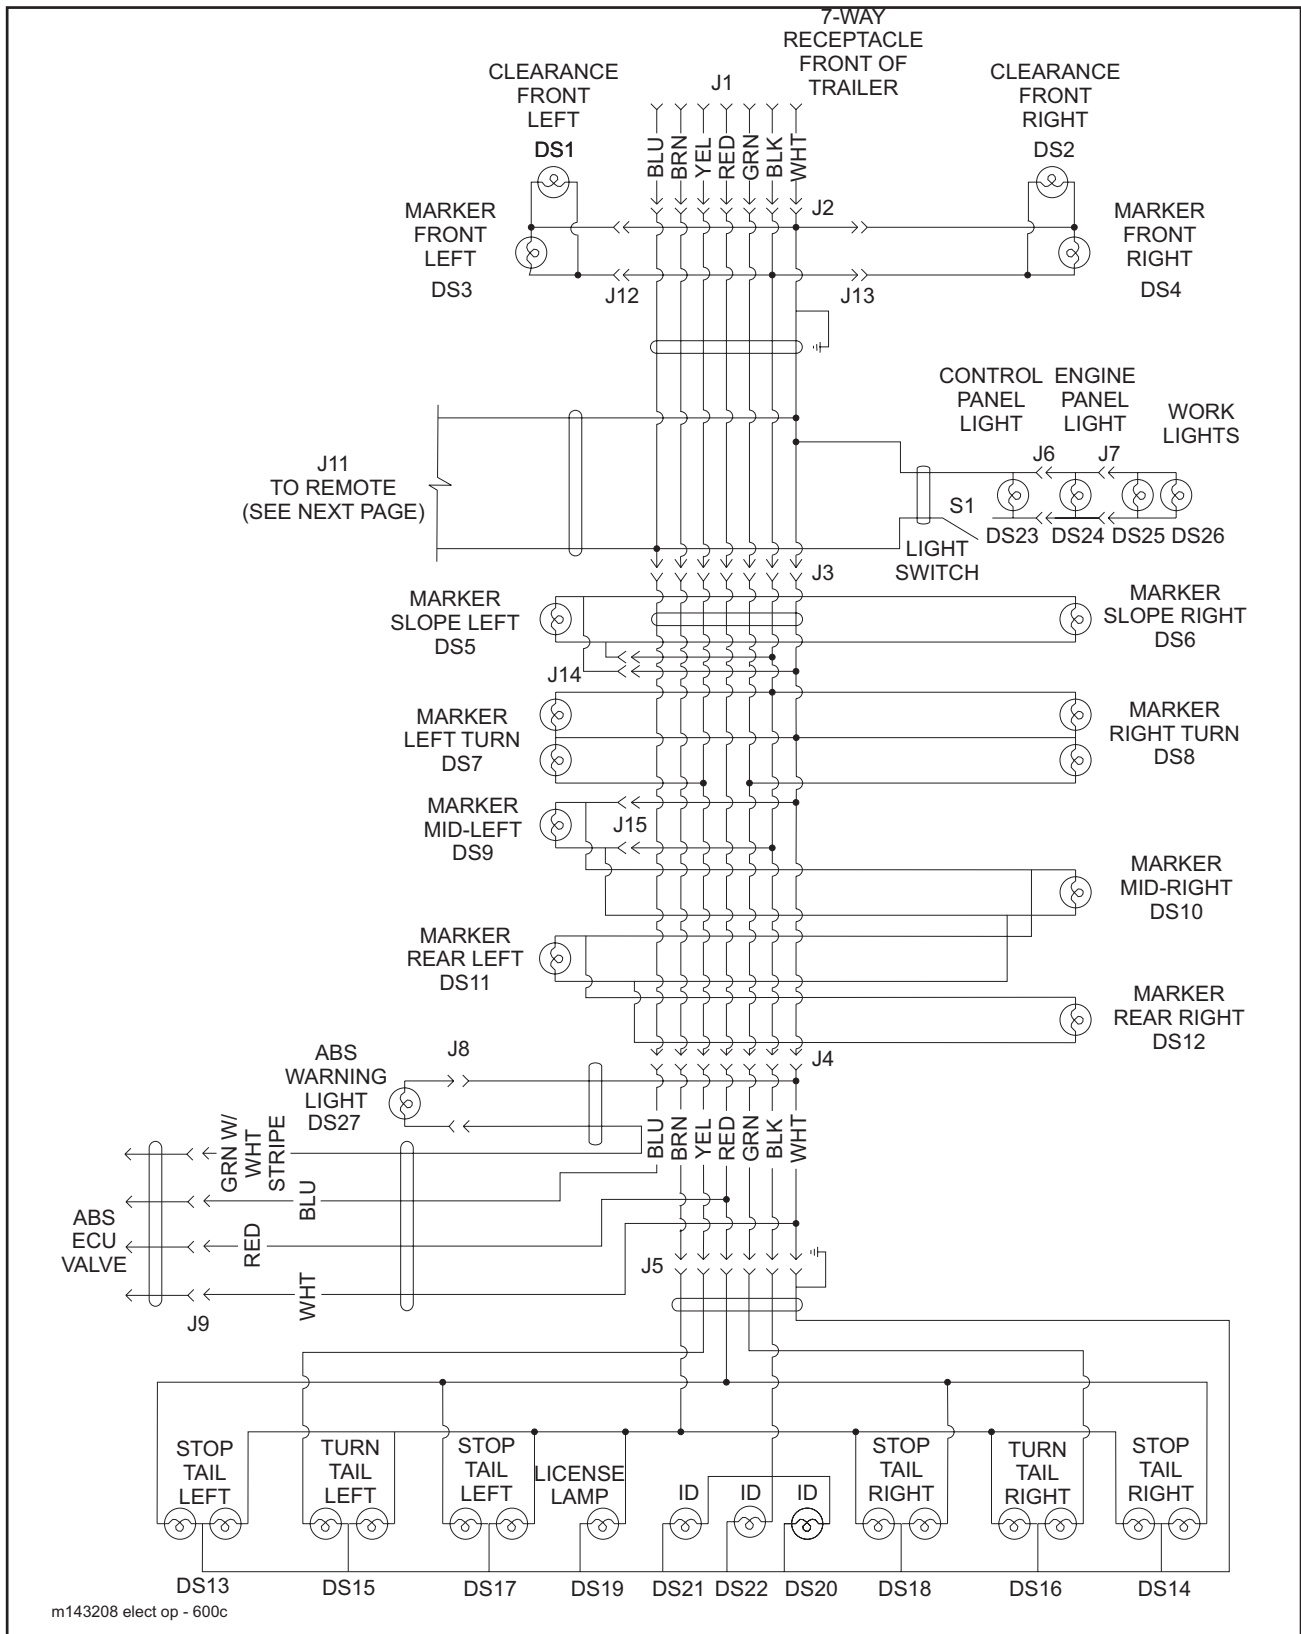 7-WAY
RECEPTACLE
FRONT OF
TRAILER
CLEARANCE
FRONT
LEFT
DS1
J1
CLEARANCE
FRONT
RIGHT
DS2
BLU
BRN
YEL
RED
GRN
BLK
WHT
MARKER
FRONT
LEFT
DS3
J2
MARKER
FRONT
RIGHT
DS4
J12
J13
CONTROL
PANEL
LIGHT
ENGINE
PANEL
LIGHT
WORK
LIGHTS
J6
J7
J11
TO REMOTE
(SEE NEXT PAGE)
S1
DS23
DS24
DS25
DS26
LIGHT
SWITCH
J3
MARKER
SLOPE LEFT
DS5
MARKER
SLOPE RIGHT
DS6
J14
MARKER
LEFT TURN
DS7
MARKER
RIGHT TURN
DS8
MARKER
MID-LEFT
DS9
J15
MARKER
MID-RIGHT
DS10
MARKER
REAR LEFT
DS11
MARKER
REAR RIGHT
DS12
J8
J4
ABS
WARNING
LIGHT
DS27
BLU
BRN
YEL
RED
GRN
BLK
WHT
GRN W/
WHT
STRIPE
BLU
RED
WHT
ABS
ECU
VALVE
J5
J9
STOP
TAIL
LEFT
TURN
TAIL
LEFT
STOP
TAIL
LEFT
LICENSE
LAMP
ID
ID
ID
STOP
TAIL
RIGHT
TURN
TAIL
RIGHT
STOP
TAIL
RIGHT
DS13
DS15
DS17
DS19
DS21
DS22
DS20
DS18
DS16
DS14
m143208 elect op - 600c